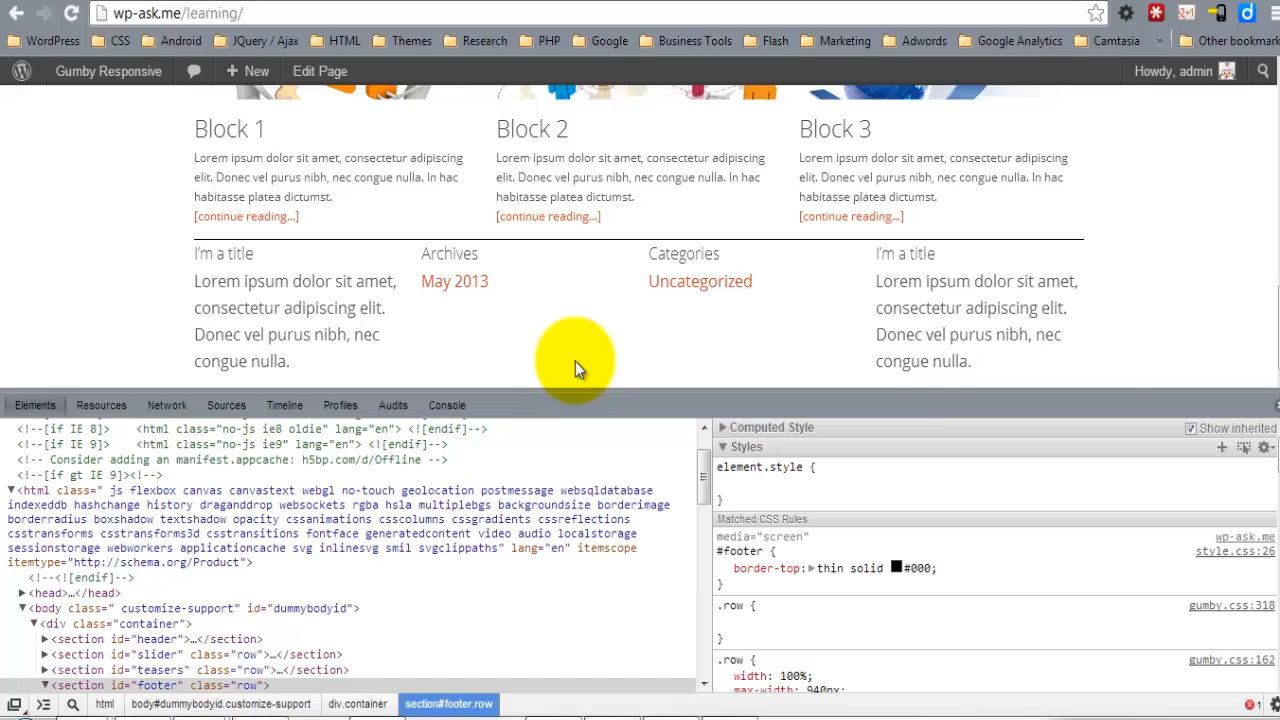 wp-ask.me/learning/
WordPress CSS Android JQuery / Ajax HTML Themes Research PHP Google Business Tools Flash Marketing Adwords Google Analytics Camtasia » Other bookmark
Gumby Responsive + New Edit Page Howdy, admin
Block 1 Block 2 Block 3
Lorem ipsum dolor sit amet, consectetur adipiscing Lorem ipsum dolor sit amet, consectetur adipiscing Lorem ipsum dolor sit amet, consectetur adipiscing
elit. Donec vel purus nibh, nec congue nulla. In hac elit. Donec vel purus nibh, nec congue nulla. In hac elit. Donec vel purus nibh, nec congue nulla. In hac
habitasse platea dictumst. habitasse platea dictumst. habitasse platea dictumst.
[continue reading...] [continue reading...] [continue reading...]
I'm a title Archives Categories I'm a title
Lorem ipsum dolor sit amet, May 2013 Uncategorized Lorem ipsum dolor sit amet,
consectetur adipiscing elit. consectetur adipiscing elit.
Donec vel purus nibh, nec Donec vel purus nibh, nec
congue nulla. congue nulla.
Elements Resources Network Sources Timeline Profiles Audits Console
<!--[if IE 8]> <html class="no-js ie8 oldie" lang="en"> <![endif]-->
<!--[if IE 9]> <html class="no-js ie9" lang="en"> <![endif]-->
<!-- Consider adding an manifest.appcache: h5bp.com/d/Offline -->
<!--[if gt IE 9]><!-->
<html class=" js flexbox canvas canvastext webgl no-touch geolocation postmessage websqldatabase
indexeddb hashchange history draganddrop websockets rgba hsla multiplebgs backgroundsize borderimage
borderradius boxshadow textshadow opacity cssanimations csscolumns cssgradients cssreflections
csstransforms csstransforms3d csstransitions fontface generatedcontent video audio localstorage
sessionstorage webworkers applicationcache svg inlinesvg smil svgclippaths" lang="en" itemscope
itemtype="http://schema.org/Product">
<!--<![endif]-->
<head>…</head>
<body class=" customize-support" id="dummybodyid">
<div class="container">
<section id="header">…</section>
<section id="slider" class="row">…</section>
<section id="teasers" class="row">…</section>
<section id="footer" class="row">
html body#dummybodyid.customize-support div.container section#footer.row
Computed Style Show inherited
Styles
element.style {
}
Matched CSS Rules
media="screen" wp-ask.me
#footer { style.css:26
border-top: thin solid #000;
}
.row { gumby.css:318
}
.row { gumby.css:162
width: 100%;
max-width: 940px;
1